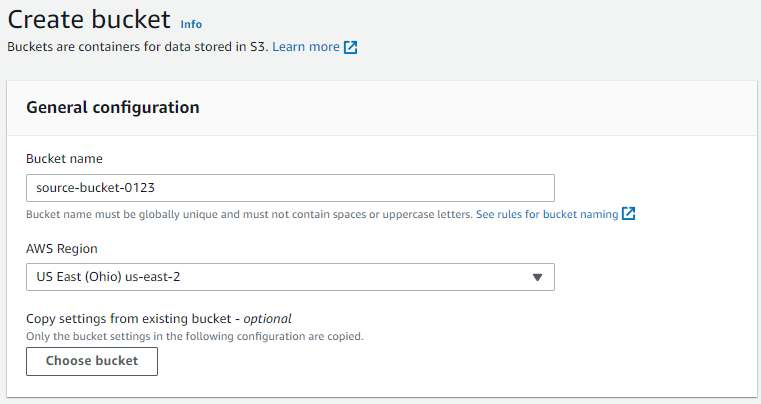 Create bucket Info
Buckets are containers for data stored in S3. Learn more
General configuration
Bucket name
source-bucket-0123
Bucket name must be globally unique and must not contain spaces or uppercase letters. See rules for bucket naming
AWS Region
US East (Ohio) us-east-2
Copy settings from existing bucket - optional
Only the bucket settings in the following configuration are copied.
Choose bucket